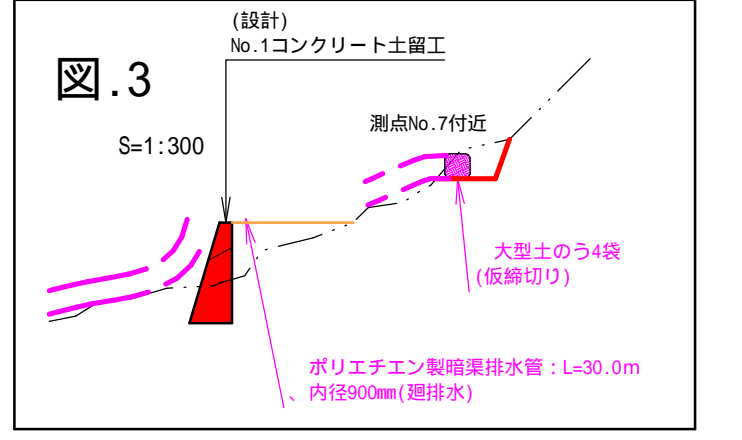 (設計)
No.1コンクリート土留工
図.3
S=1:300
測点No.7付近
大型土のう4袋
(仮締切り)
ポリエチエン製暗渠排水管:L=30.0m
、内径900㎜(廻排水)